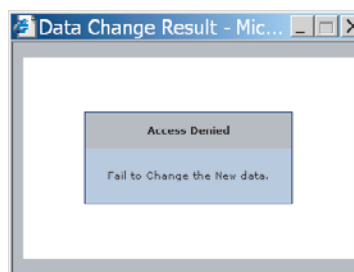 Data Change Result - Mic...
Access Denied
Fail to Change the New data.